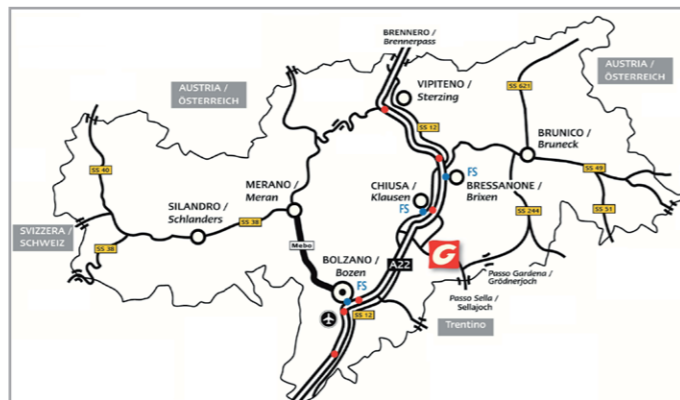 BRENNERO /
Brennerpass
AUSTRIA /
ÖSTERREICH
VIPITENO /
Sterzing
AUSTRIA /
ÖSTERREICH
SS 621
SS 12
BRUNICO /
Bruneck
SS 40
FS
SS 49
MERANO /
Meran
CHIUSA /
Klausen
FS
BRESSANONE /
Brixen
SILANDRO /
Schlanders
SS 38
SS 244
SS 51
SVIZZERA /
SCHWEIZ
SS 38
Mebo
BOLZANO /
Bozen
FS
A22
G
Passo Gardena /
Grödnerjoch
Passo Sella /
Sellajoch
SS 12
Trentino